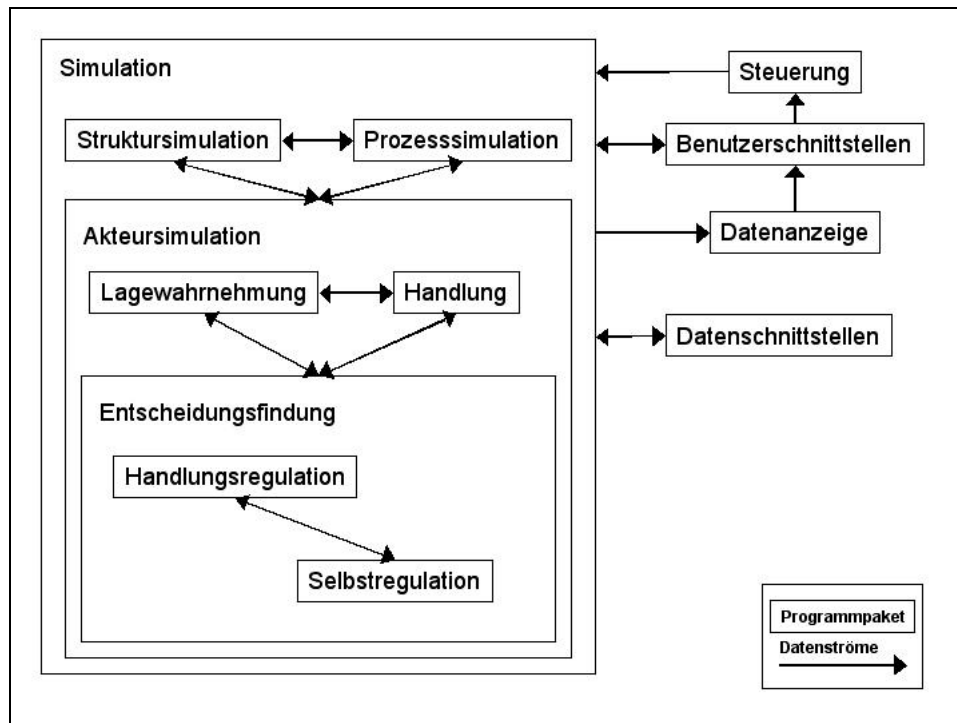 Simulation
Struktursimulation
Prozesssimulation
Akteursimulation
Lagewahrnehmung
Handlung
Entscheidungsfindung
Handlungsregulation
Selbstregulation
Steuerung
Benutzerschnittstellen
Datenanzeige
Datenschnittstellen
Programmpaket
Datenströme